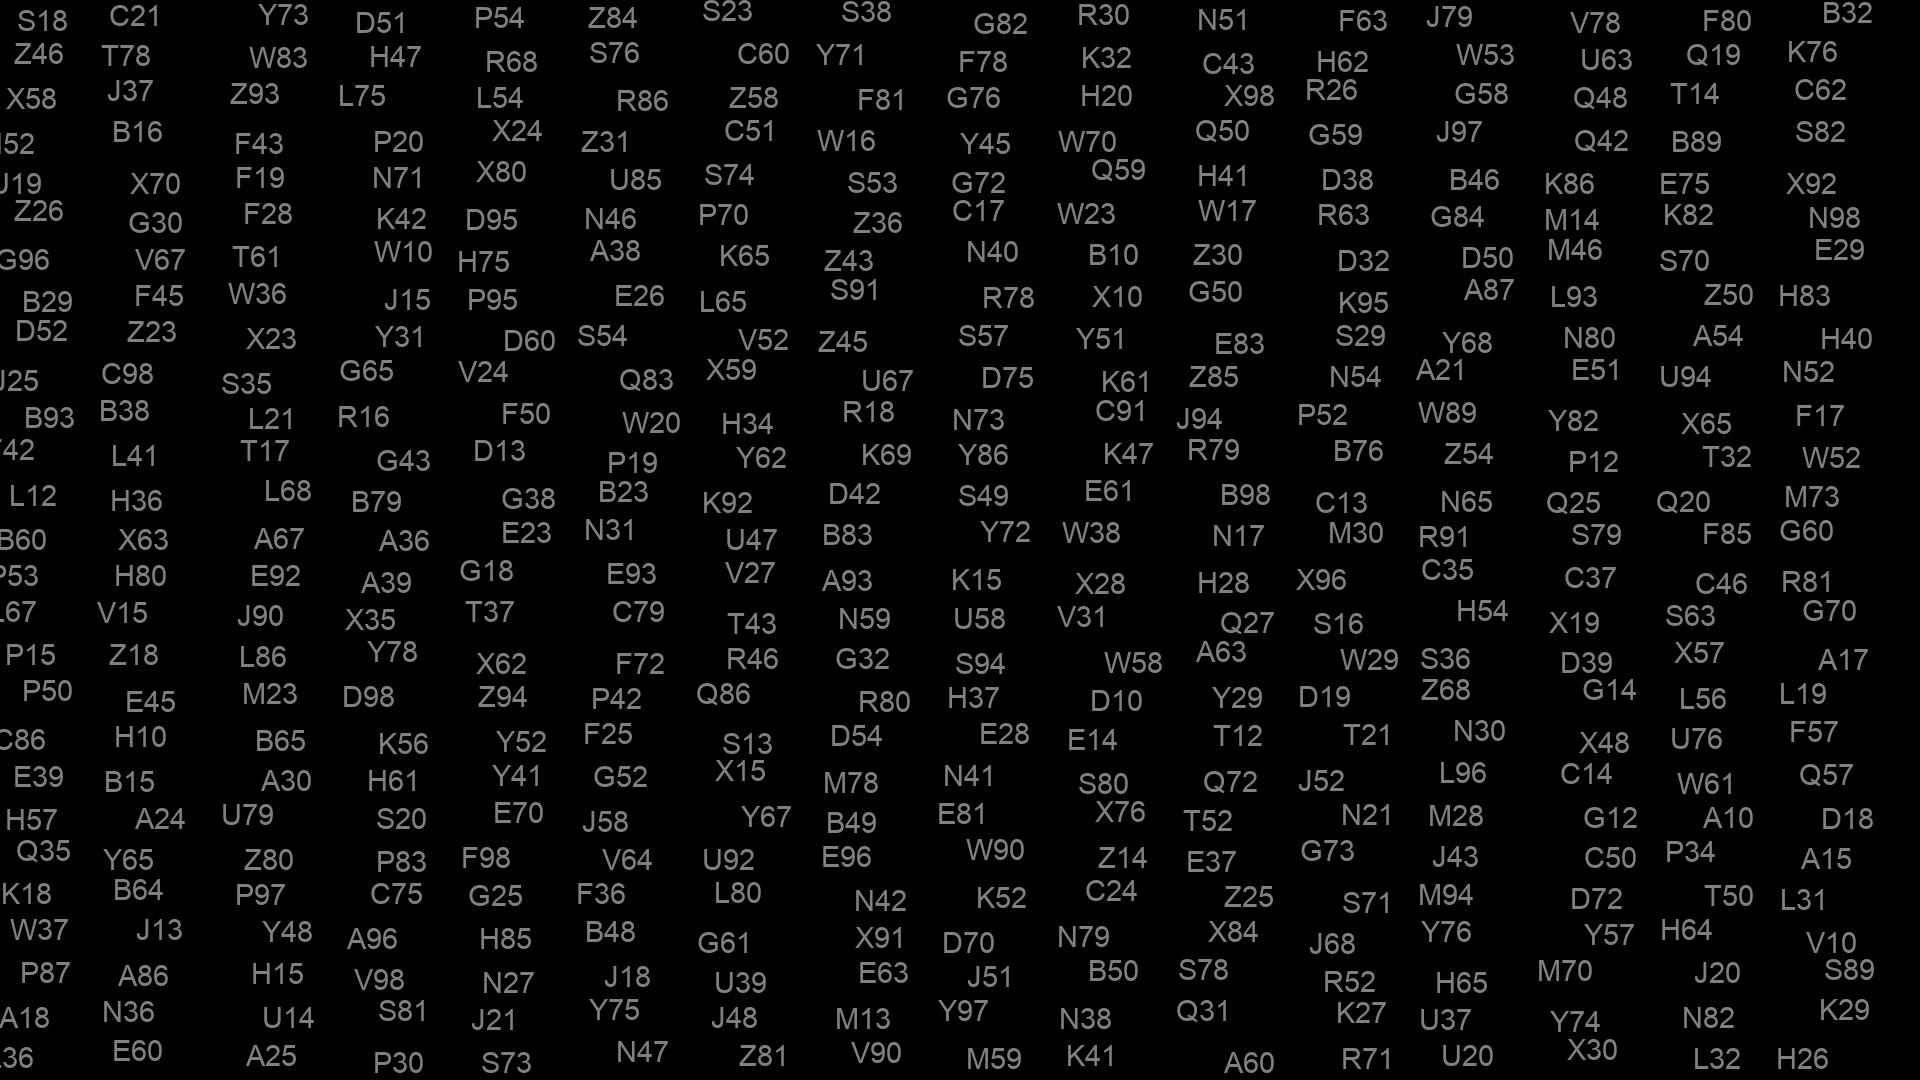 S18 C21 Y73 D51 P54 Z84 S23 S38 G82 R30 N51 F63 J79 V78 F80 B32
Z46 T78 W83 H47 R68 S76 C60 Y71 F78 K32 C43 H62 W53 U63 Q19 K76
X58 J37 Z93 L75 L54 R86 Z58 F81 G76 H20 X98 R26 G58 Q48 T14 C62
52 B16 F43 P20 X24 Z31 C51 W16 Y45 W70 Q50 G59 J97 Q42 B89 S82
U19 X70 F19 N71 X80 U85 S74 S53 G72 Q59 H41 D38 B46 K86 E75 X92
Z26 G30 F28 K42 D95 N46 P70 Z36 C17 W23 W17 R63 G84 M14 K82 N98
G96 V67 T61 W10 H75 A38 K65 Z43 N40 B10 Z30 D32 D50 M46 S70 E29
B29 F45 W36 J15 P95 E26 L65 S91 R78 X10 G50 K95 A87 L93 Z50 H83
D52 Z23 X23 Y31 D60 S54 V52 Z45 S57 Y51 E83 S29 Y68 N80 A54 H40
25 C98 S35 G65 V24 Q83 X59 U67 D75 K61 Z85 N54 A21 E51 U94 N52
B93 B38 L21 R16 F50 W20 H34 R18 N73 C91 J94 P52 W89 Y82 X65 F17
42 L41 T17 G43 D13 P19 Y62 K69 Y86 K47 R79 B76 Z54 P12 T32 W52
L12 H36 L68 B79 G38 B23 K92 D42 S49 E61 B98 C13 N65 Q25 Q20 M73
B60 X63 A67 A36 E23 N31 U47 B83 Y72 W38 N17 M30 R91 S79 F85 G60
P53 H80 E92 A39 G18 E93 V27 A93 K15 X28 H28 X96 C35 C37 C46 R81
67 V15 J90 X35 T37 C79 T43 N59 U58 V31 Q27 S16 H54 X19 S63 G70
P15 Z18 L86 Y78 X62 F72 R46 G32 S94 W58 A63 W29 S36 D39 X57 A17
P50 E45 M23 D98 Z94 P42 Q86 R80 H37 D10 Y29 D19 Z68 G14 L56 L19
C86 H10 B65 K56 Y52 F25 S13 D54 E28 E14 T12 T21 N30 X48 U76 F57
E39 B15 A30 H61 Y41 G52 X15 M78 N41 S80 Q72 J52 L96 C14 W61 Q57
H57 A24 U79 S20 E70 J58 Y67 B49 E81 X76 T52 N21 M28 G12 A10 D18
Q35 Y65 Z80 P83 F98 V64 U92 E96 W90 Z14 E37 G73 J43 C50 P34 A15
K18 B64 P97 C75 G25 F36 L80 N42 K52 C24 Z25 S71 M94 D72 T50 L31
W37 J13 Y48 A96 H85 B48 G61 X91 D70 N79 X84 J68 Y76 Y57 H64 V10
P87 A86 H15 V98 N27 J18 U39 E63 J51 B50 S78 R52 H65 M70 J20 S89
A18 N36 U14 S81 J21 Y75 J48 M13 Y97 N38 Q31 K27 U37 Y74 N82 K29
36 E60 A25 P30 S73 N47 Z81 V90 M59 K41 A60 R71 U20 X30 L32 H26